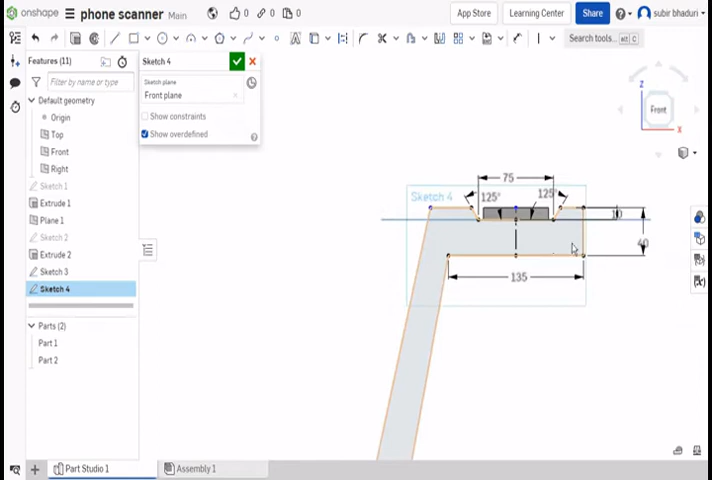 onshape phone scanner Main 0 0 0 App Store Learning Center Share subir bhaduri
Search tools... alt C
Features (11)
Filter by name or type
Default geometry
Origin
Top
Front
Right
Sketch 1
Extrude 1
Plane 1
Sketch 2
Extrude 2
Sketch 3
Sketch 4
Parts (2)
Part 1
Part 2
Sketch 4
Sketch plane
Front plane
Show constraints
Show overdefined
Z
Front
X
75
Sketch 4 125° 125°
10
40
135
Part Studio 1 Assembly 1